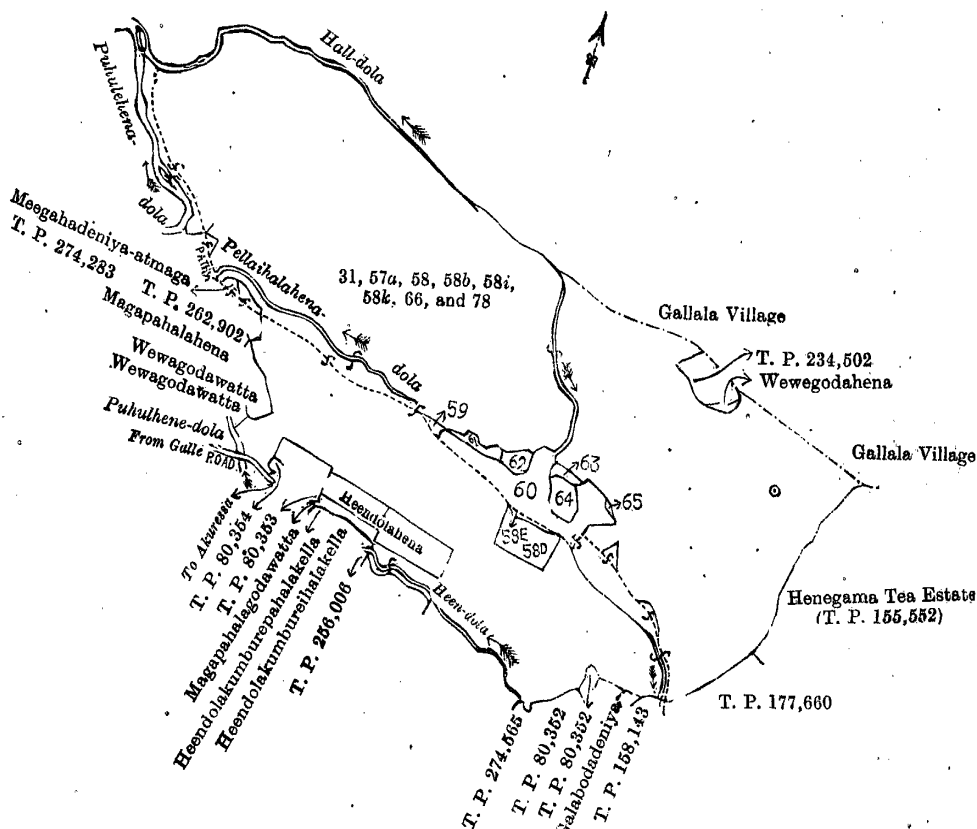 Hall-dola
Puhulehena-
dola
Meegahadeniya-atmaga
T. P. 274,283
T. P. 262,902
PATH
Pellaihalahena-
dola
31, 57a, 58, 58b, 58i,
58k, 66, and 78
Gallala Village
T. P. 234,502
Wewegodahena
Gallala Village
Magapahalahena
Wewagodawatta
Wewagodawatta
Puhulhene-dola
From Galle ROAD
To Akuressa
59
62
63
60
64
65
58E
58D
Heendolahena
T. P. 80,354
T. P. 80,353
Magapahalagodawatta
Heendolakumburepahalakella
Heendolakumbureihalakella
T. P. 256,006
Heen-dola
Henegama Tea Estate
(T. P. 155,552)
T. P. 177,660
T. P. 274,565
T. P. 80,352
T. P. 80,352
Galabodadeniya
T. P. 158,143